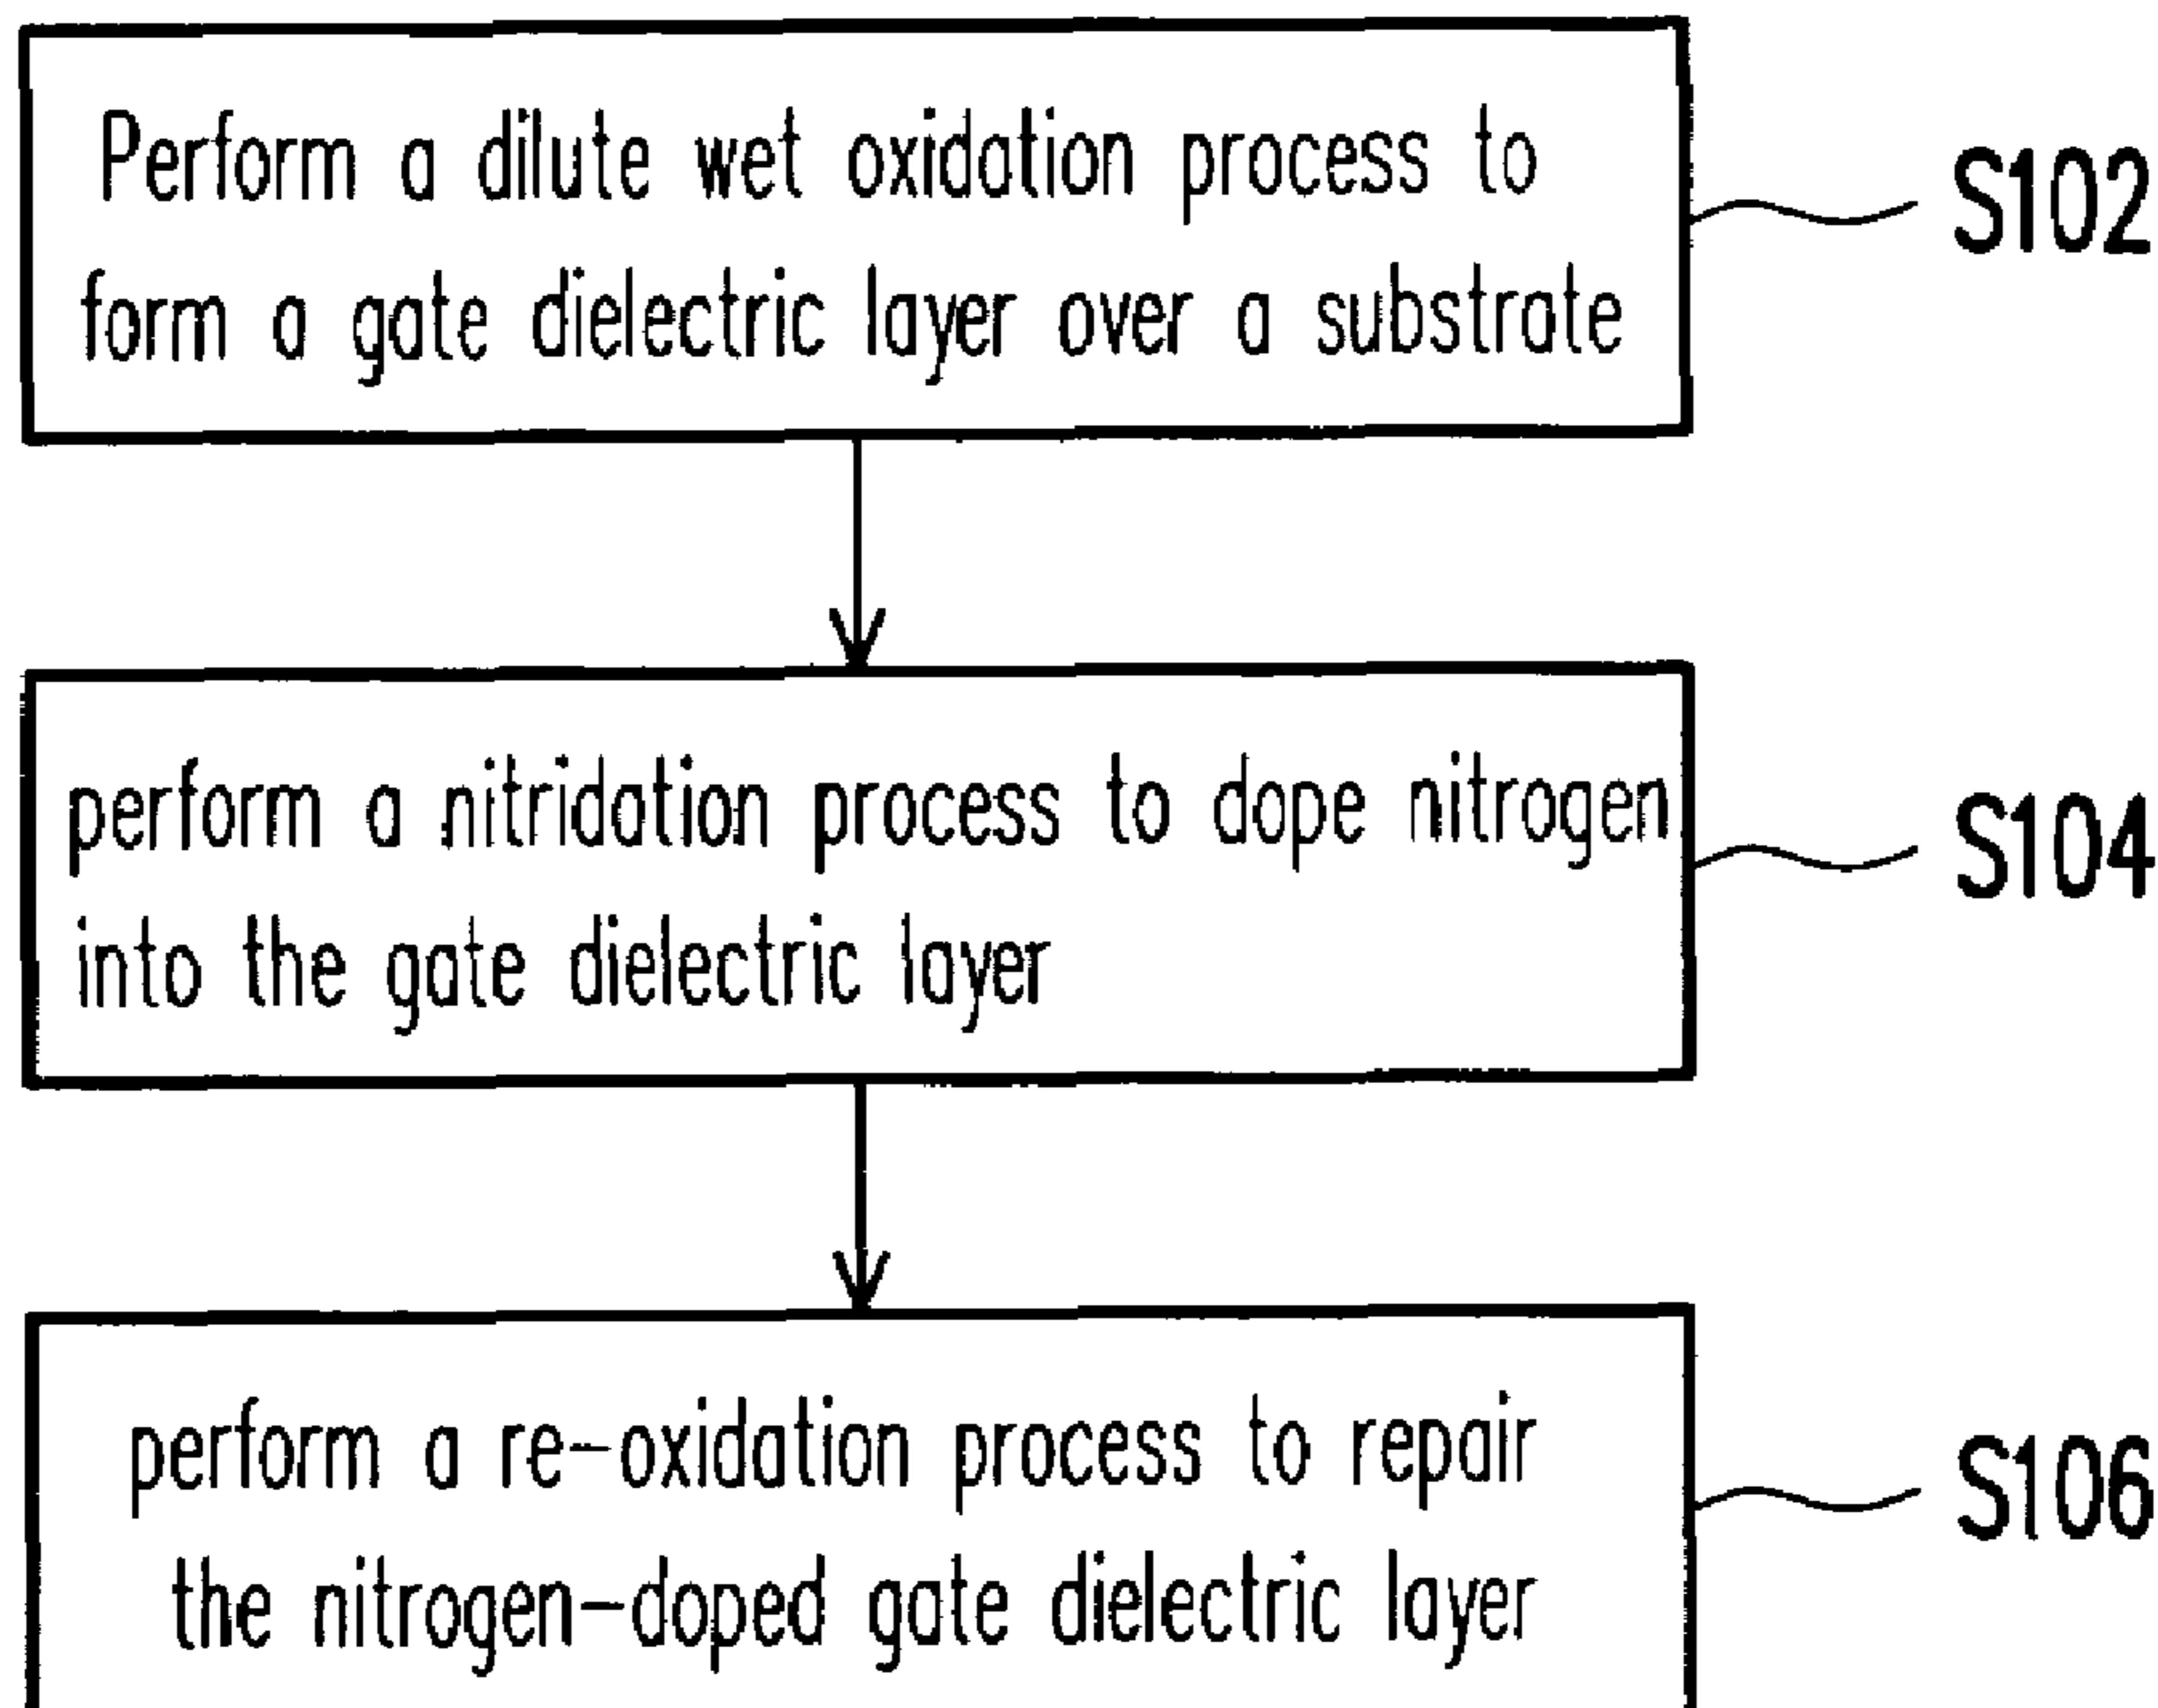 Perform a dilute wet oxidation process to
form a gate dielectric layer over a substrate
S102
perform a nitridation process to dope nitrogen
into the gate dielectric layer
S104
perform a re-oxidation process to repair
the nitrogen-doped gate dielectric layer
S106